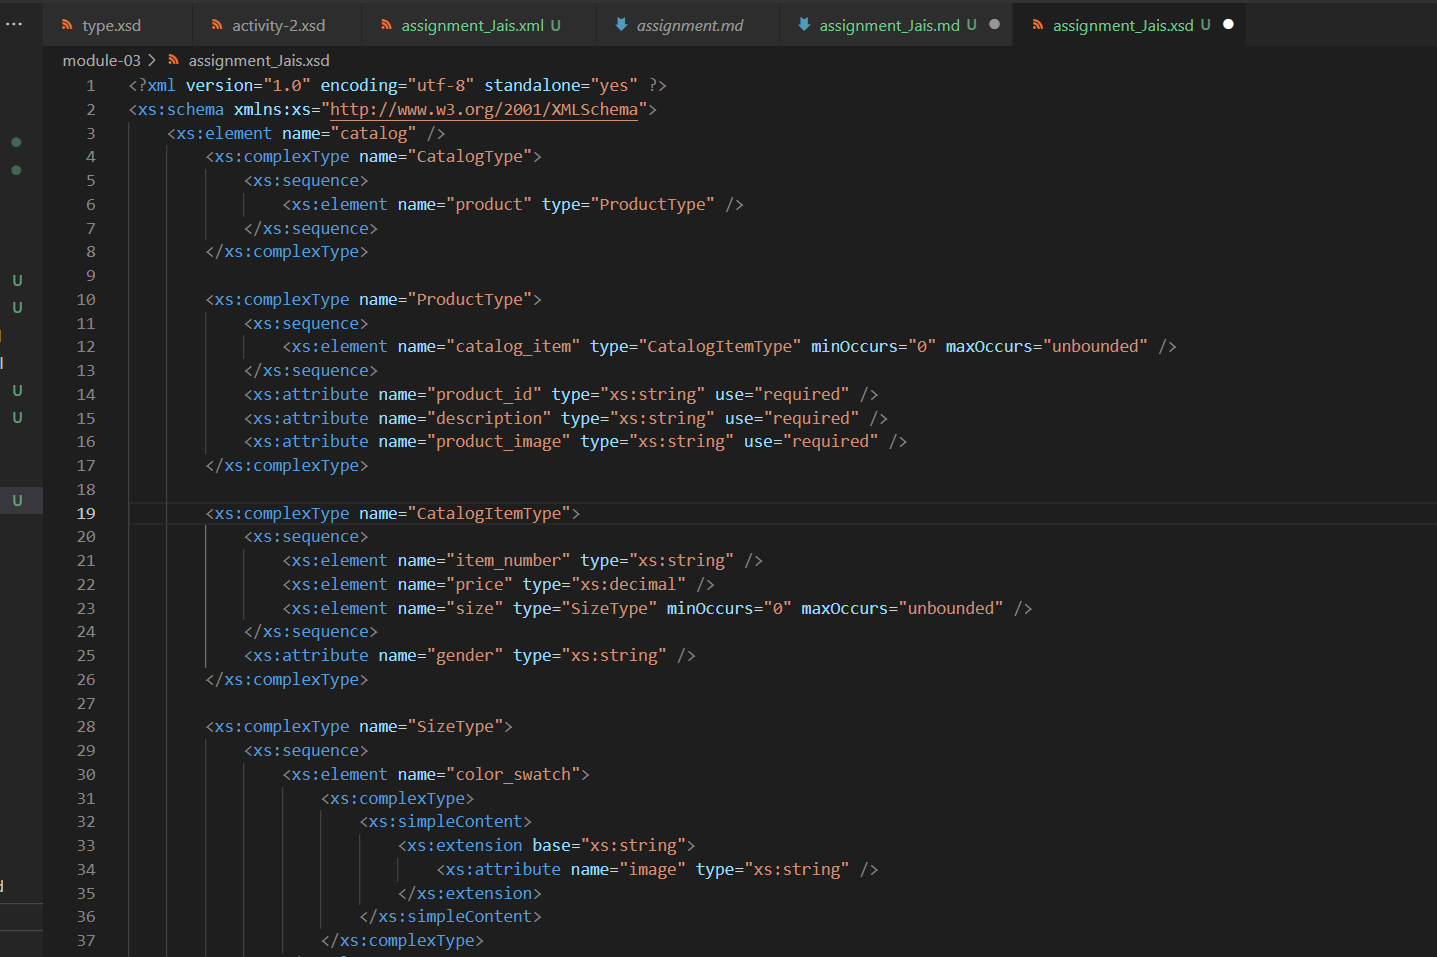 type.xsd activity-2.xsd assignment_Jais.xml U assignment.md assignment_Jais.md U assignment_Jais.xsd U
module-03 > assignment_Jais.xsd
1 <?xml version="1.0" encoding="utf-8" standalone="yes" ?>
2 <xs:schema xmlns:xs="http://www.w3.org/2001/XMLSchema">
3 <xs:element name="catalog" />
4 <xs:complexType name="CatalogType">
5 <xs:sequence>
6 <xs:element name="product" type="ProductType" />
7 </xs:sequence>
8 </xs:complexType>
9
10 <xs:complexType name="ProductType">
11 <xs:sequence>
12 <xs:element name="catalog_item" type="CatalogItemType" minOccurs="0" maxOccurs="unbounded" />
13 </xs:sequence>
14 <xs:attribute name="product_id" type="xs:string" use="required" />
15 <xs:attribute name="description" type="xs:string" use="required" />
16 <xs:attribute name="product_image" type="xs:string" use="required" />
17 </xs:complexType>
18
19 <xs:complexType name="CatalogItemType">
20 <xs:sequence>
21 <xs:element name="item_number" type="xs:string" />
22 <xs:element name="price" type="xs:decimal" />
23 <xs:element name="size" type="SizeType" minOccurs="0" maxOccurs="unbounded" />
24 </xs:sequence>
25 <xs:attribute name="gender" type="xs:string" />
26 </xs:complexType>
27
28 <xs:complexType name="SizeType">
29 <xs:sequence>
30 <xs:element name="color_swatch">
31 <xs:complexType>
32 <xs:simpleContent>
33 <xs:extension base="xs:string">
34 <xs:attribute name="image" type="xs:string" />
35 </xs:extension>
36 </xs:simpleContent>
37 </xs:complexType>
U
U
U
U
U